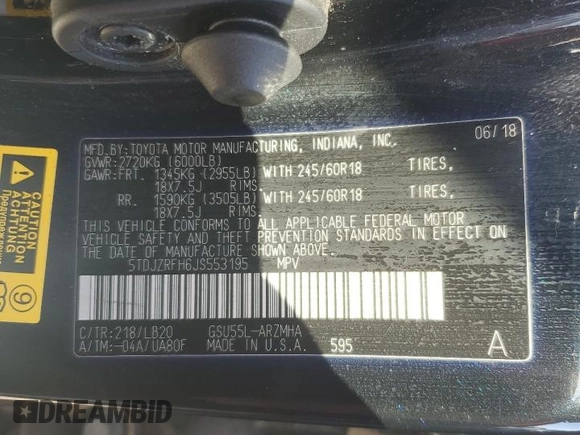 MFD.BY:TOYOTA MOTOR MANUFACTURING, INDIANA, INC. 06/18
GVWR:2720KG (6000LB)
GAWR:FRT. 1345KG (2955LB) WITH 245/60R18 TIRES,
18X7.5J RIMS.
RR. 1590KG (3505LB) WITH 245/60R18 TIRES,
18X7.5J RIMS.
THIS VEHICLE CONFORMS TO ALL APPLICABLE FEDERAL MOTOR
VEHICLE SAFETY AND THEFT PREVENTION STANDARDS IN EFFECT ON
THE DATE OF MANUFACTURE SHOWN ABOVE.
5TDJZRFH6JS553195 MPV
C/TR:218/LB20 GSU55L-ARZMHA
A/TM:-04A/UA80F MADE IN U.S.A. 595 A
CAUTION
ATTENTION
ACHTUNG
9
DREAMBID